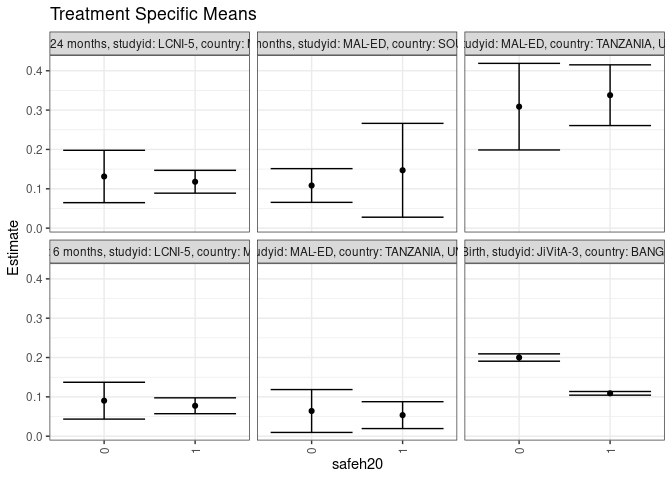 Treatment Specific Means
24 months, studyid: LCNI-5, country:
months, studyid: MAL-ED, country: SOU
udyid: MAL-ED, country: TANZANIA, U
0.4
0.3
0.2
0.1
0.0
Estimate
6 months, studyid: LCNI-5, country: M
udyid: MAL-ED, country: TANZANIA, UN
Birth, studyid: JiVitA-3, country: BANG
0.4
0.3
0.2
0.1
0.0
0
1
0
1
0
1
safeh20